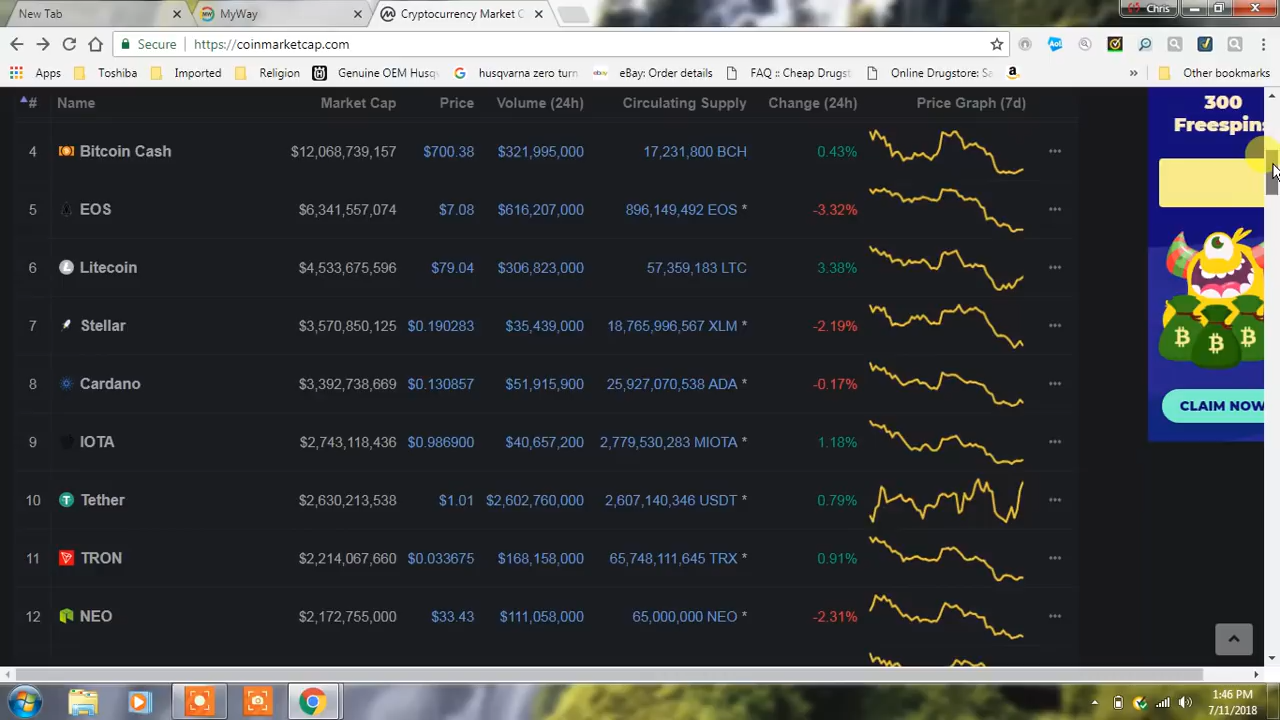 New Tab MyWay Cryptocurrency Market C Chris
Secure https://coinmarketcap.com
Apps Toshiba Imported Religion Genuine OEM Husq husqvarna zero turn eBay: Order details FAQ :: Cheap Drugst Online Drugstore: Sa » Other bookmarks
# Name Market Cap Price Volume (24h) Circulating Supply Change (24h) Price Graph (7d)
4 Bitcoin Cash $12,068,739,157 $700.38 $321,995,000 17,231,800 BCH 0.43%
5 EOS $6,341,557,074 $7.08 $616,207,000 896,149,492 EOS * -3.32%
6 Litecoin $4,533,675,596 $79.04 $306,823,000 57,359,183 LTC 3.38%
7 Stellar $3,570,850,125 $0.190283 $35,439,000 18,765,996,567 XLM * -2.19%
8 Cardano $3,392,738,669 $0.130857 $51,915,900 25,927,070,538 ADA * -0.17%
9 IOTA $2,743,118,436 $0.986900 $40,657,200 2,779,530,283 MIOTA * 1.18%
10 Tether $2,630,213,538 $1.01 $2,602,760,000 2,607,140,346 USDT * 0.79%
11 TRON $2,214,067,660 $0.033675 $168,158,000 65,748,111,645 TRX * 0.91%
12 NEO $2,172,755,000 $33.43 $111,058,000 65,000,000 NEO * -2.31%
300
Freespins
CLAIM NOW
1:46 PM
7/11/2018